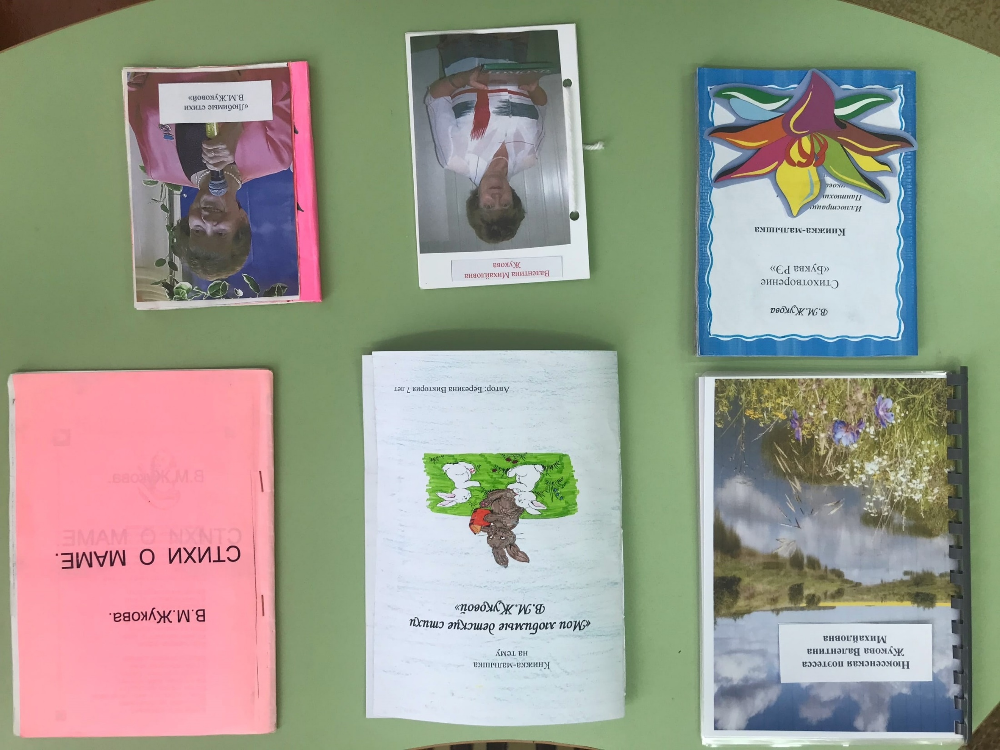 Нюксенская поэтесса
Жукова Валентина
Михайловна
Книжка-малышка
на тему
«Мои любимые детские стихи
В.М.Жуковой»
Автор: Березина Виктория 7 лет
В.М.Жукова.
СТИХИ О МАМЕ.
В.М.Жукова
Стихотворение
«Буква РЭ»
Книжка-малышка
Валентина Михайловна
Жукова
«Любимые стихи
В.М.Жуковой»